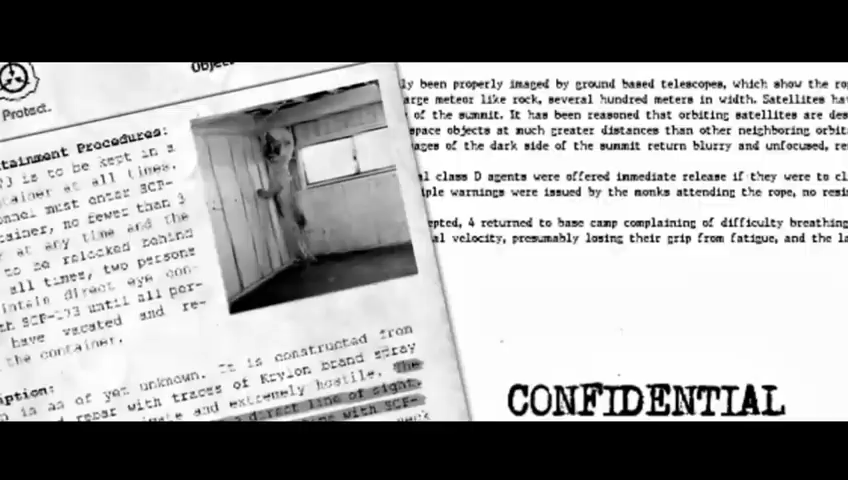 Object
Protect.
tainment Procedures:
is to be kept in a
tainer at all times.
nnel must enter SCP-
tainer, no fewer than 3
at any time and the
to be relocked behind
all times, two persons
intain direct eye con-
SCP-173 until all per-
have vacated and re-
the container.
iption:
is as of yet unknown. It is constructed from
rebar with traces of Krylon brand spray
and extremely hostile. The
direct line of sight.
with SCP-
ly been properly imaged by ground based telescopes, which show the rop
arge meteor like rock, several hundred meters in width. Satellites hav
of the summit. It has been reasoned that orbiting satellites are des
space objects at much greater distances than other neighboring orbit
ages of the dark side of the summit return blurry and unfocused, re
al class D agents were offered immediate release if they were to cl
iple warnings were issued by the monks attending the rope, no resi
epted, 4 returned to base camp complaining of difficulty breathing
al velocity, presumably losing their grip from fatigue, and the la
CONFIDENTIAL